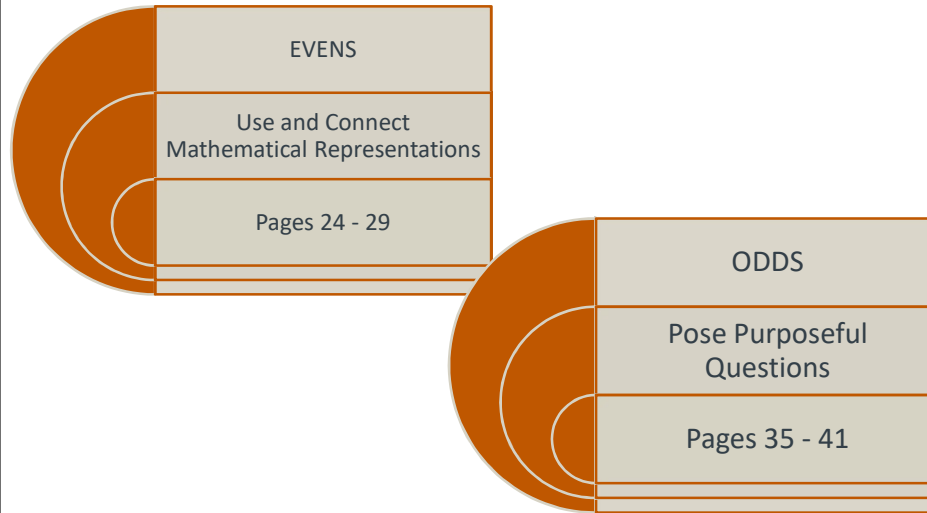 EVENS
Use and Connect
Mathematical Representations
Pages 24 - 29
ODDS
Pose Purposeful
Questions
Pages 35 - 41